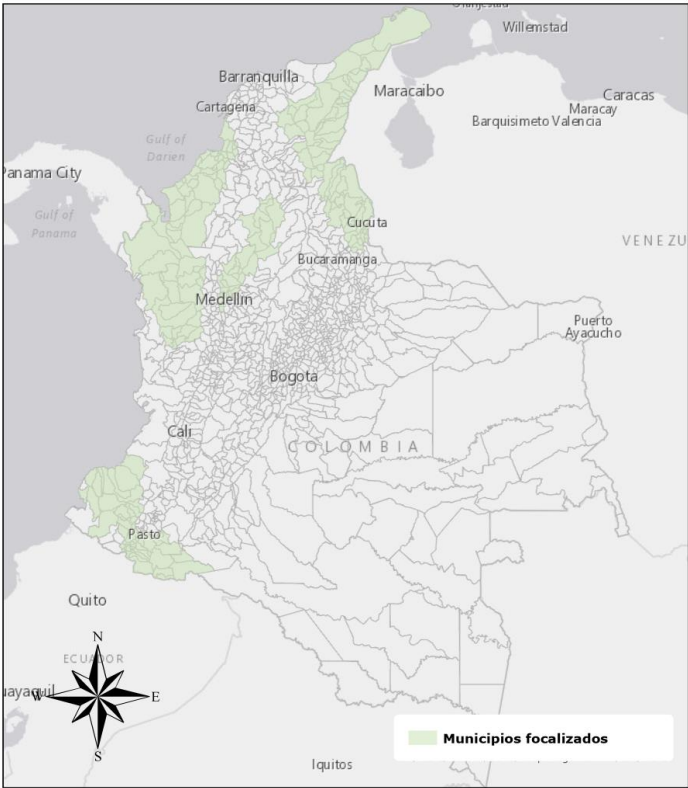 Willemstad
Barranquilla
Maracaibo
Caracas
Cartagena
Maracay
Barquisimeto Valencia
Gulf of
Darien
Panama City
Gulf of
Panama
Cucuta
VENEZU
Bucaramanga
Medellin
Puerto
Ayacucho
Bogota
Cali
COLOMBIA
Pasto
Quito
N
ECUADOR
uayaquil
W
E
S
Municipios focalizados
Iquitos